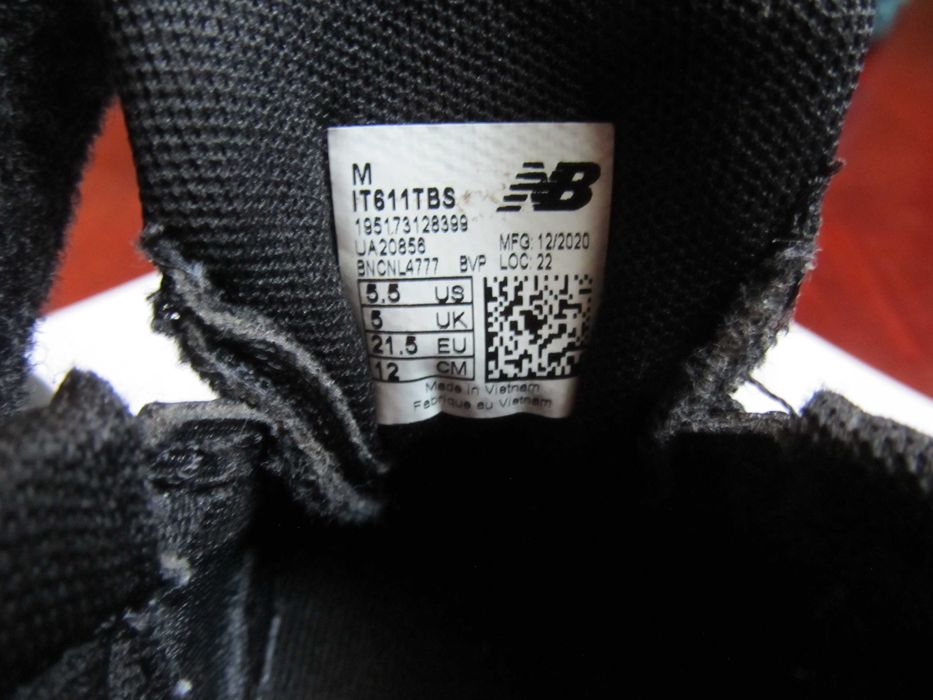 M
IT611TBS
NB
195173128399
UA20856
MFG: 12/2020
BNCNL4777 BVP LOC: 22
5.5 US
5 UK
21.5 EU
12 CM
Made in Vietnam
Fabriqué au Vietnam